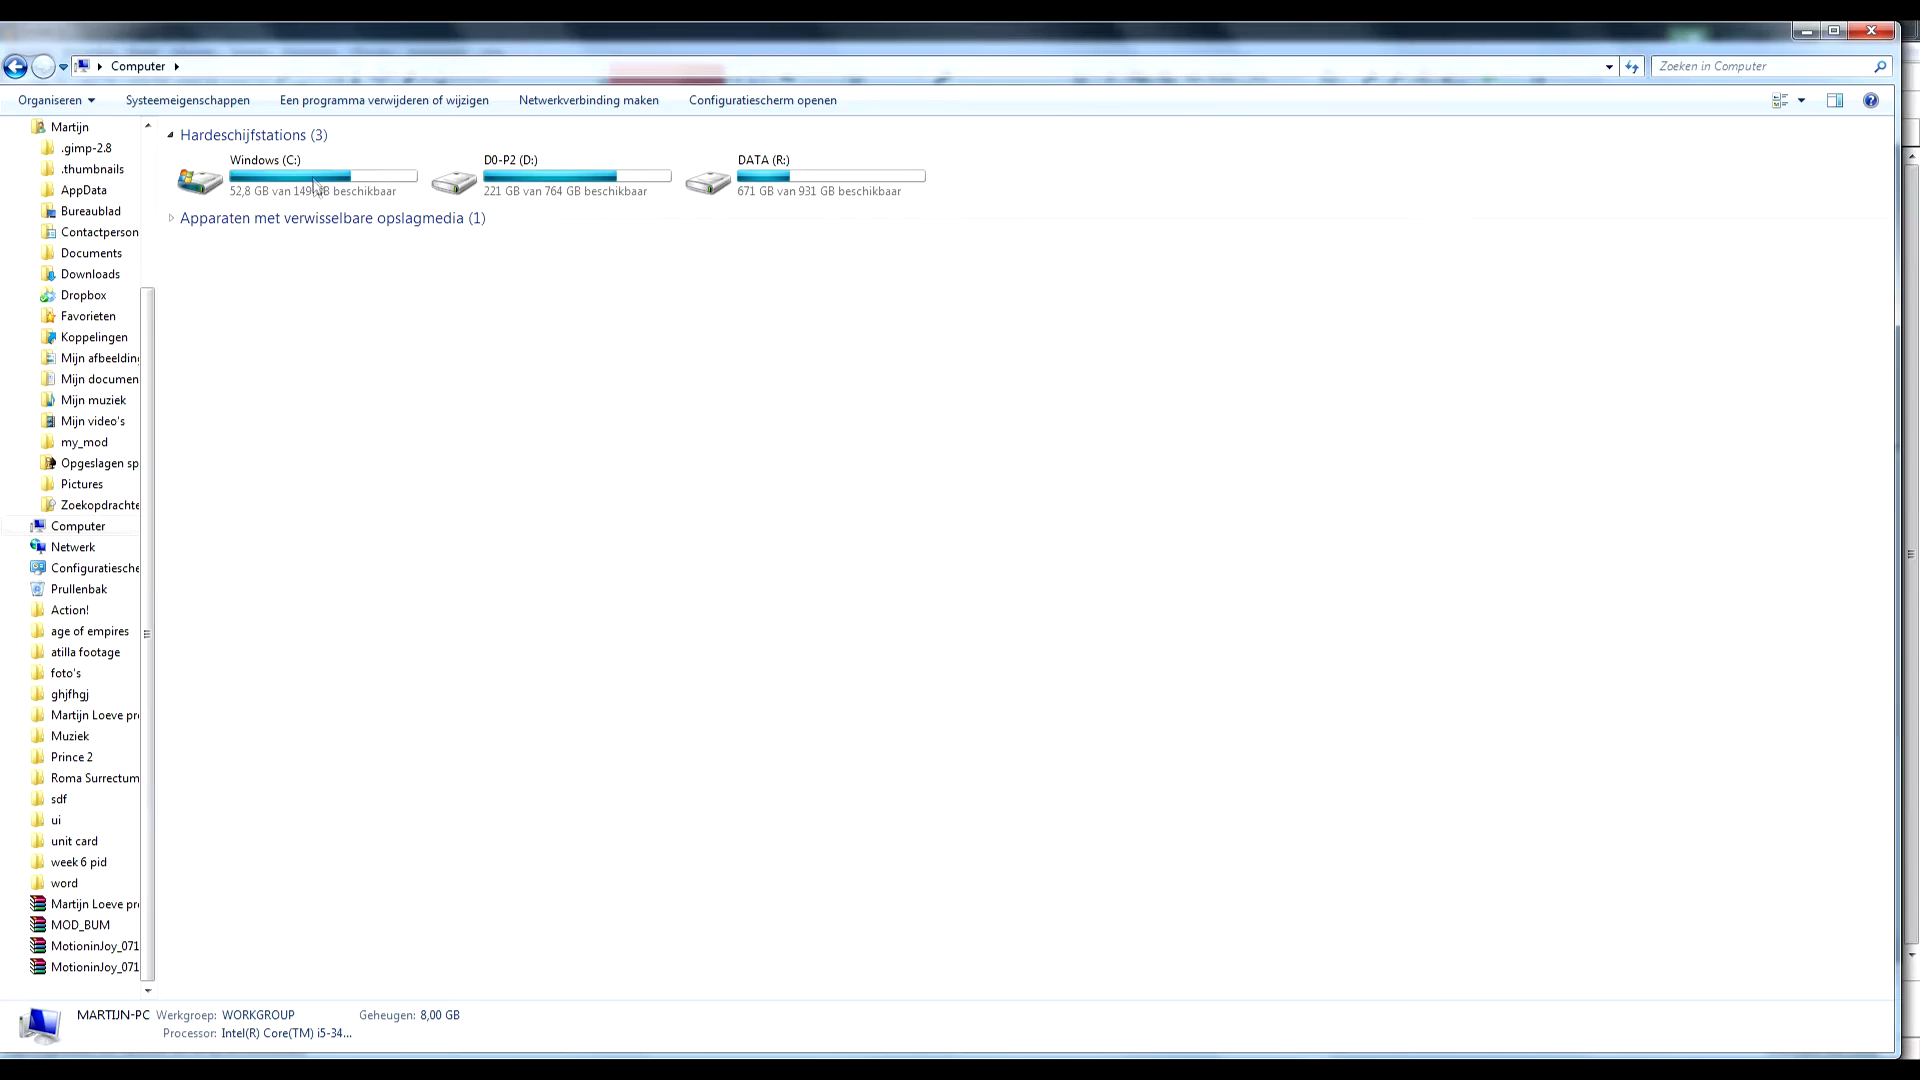 Computer
Zoeken in Computer
Organiseren
Systeemeigenschappen
Een programma verwijderen of wijzigen
Netwerkverbinding maken
Configuratiescherm openen
Martijn
.gimp-2.8
.thumbnails
AppData
Bureaublad
Contactperson
Documents
Downloads
Dropbox
Favorieten
Koppelingen
Mijn afbeelding
Mijn documen
Mijn muziek
Mijn video's
my_mod
Opgeslagen sp
Pictures
Zoekopdrachte
Computer
Netwerk
Configuratiesche
Prullenbak
Action!
age of empires
atilla footage
foto's
ghjfhgj
Martijn Loeve pr
Muziek
Prince 2
Roma Surrectum
sdf
ui
unit card
week 6 pid
word
Martijn Loeve pr
MOD_BUM
MotioninJoy_071
MotioninJoy_071
Hardeschijfstations (3)
Windows (C:)
52,8 GB van 149 GB beschikbaar
D0-P2 (D:)
221 GB van 764 GB beschikbaar
DATA (R:)
671 GB van 931 GB beschikbaar
Apparaten met verwisselbare opslagmedia (1)
MARTIJN-PC Werkgroep: WORKGROUP Geheugen: 8,00 GB
Processor: Intel(R) Core(TM) i5-34...